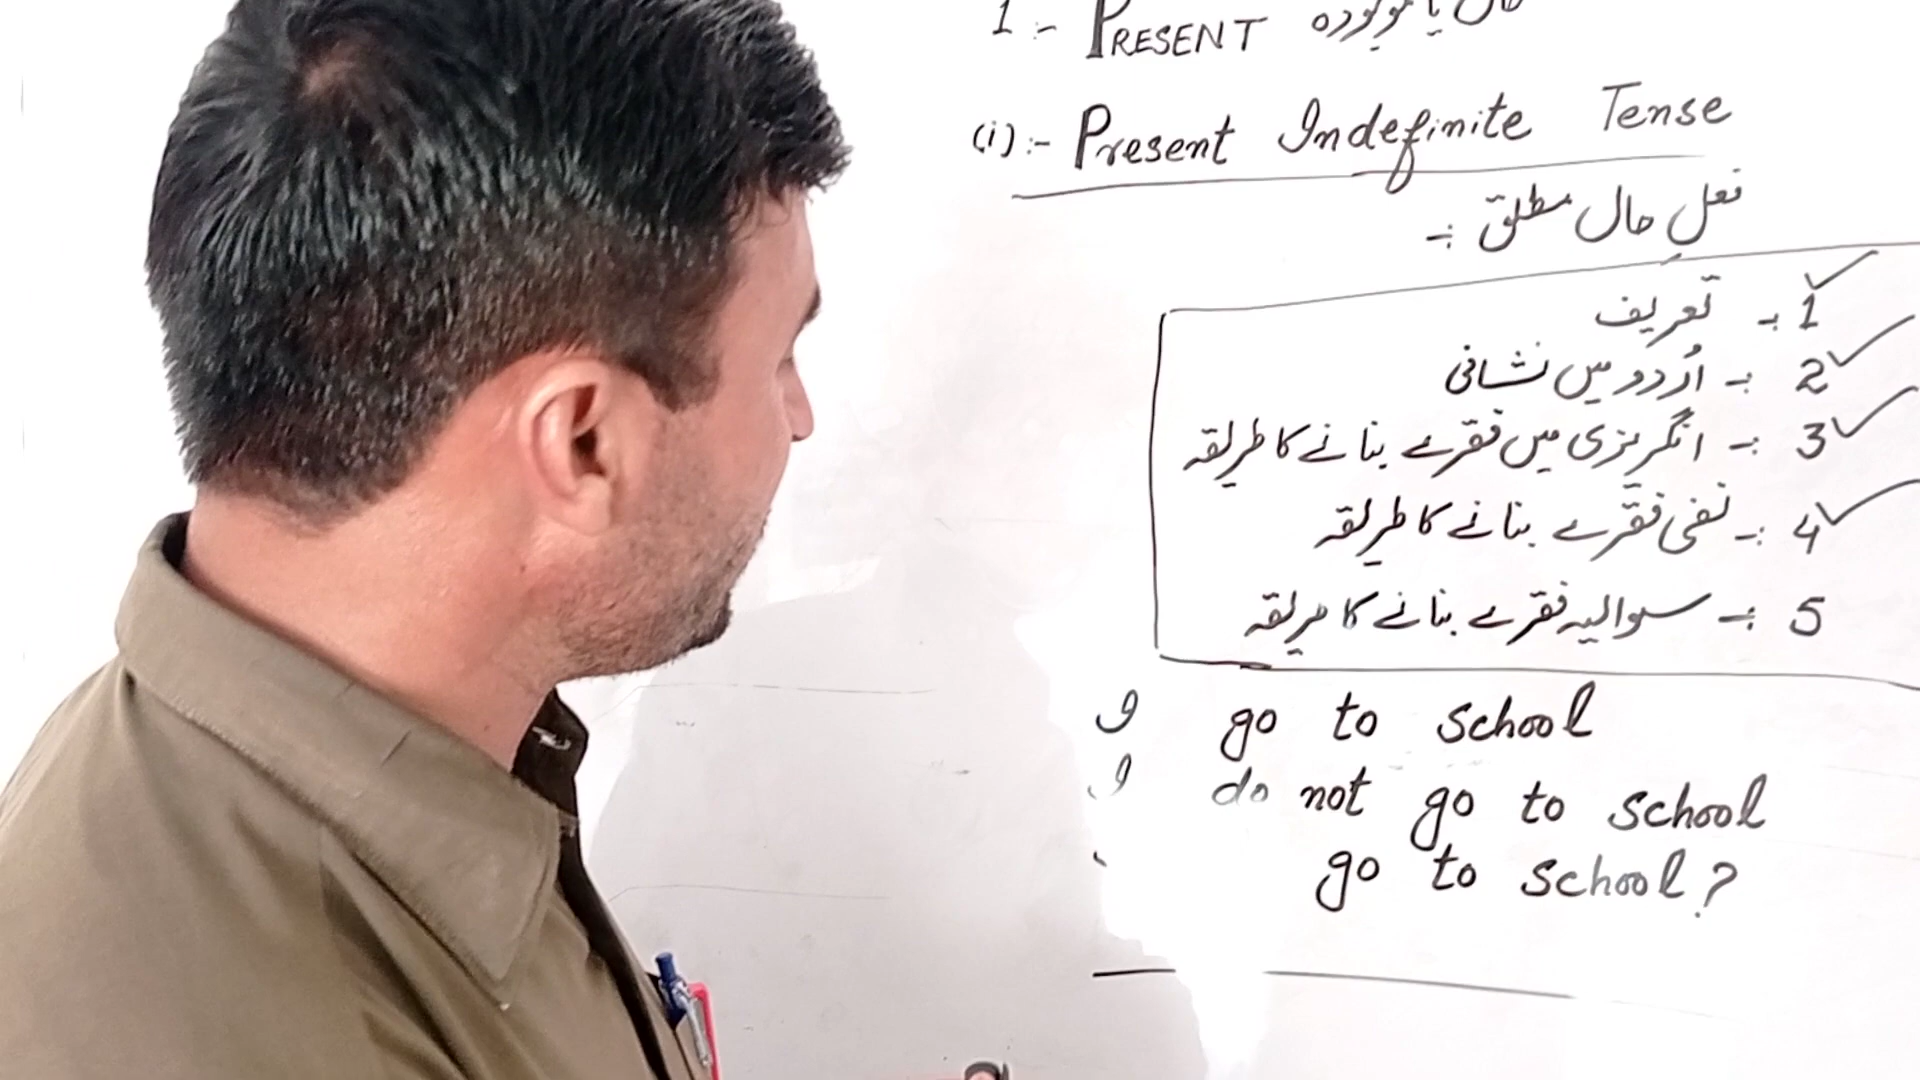 1 :- PRESENT حال یا موجودہ
(i) :- Present Indefinite Tense
فعلِ حال مطلق :-
1 :- تعریف
2 :- اُردو میں نشانی
3 :- انگریزی میں فقرے بنانے کا طریقہ
4 :- نفی فقرے بنانے کا طریقہ
5 :- سوالیہ فقرے بنانے کا طریقہ
I go to school
I do not go to school
go to school?